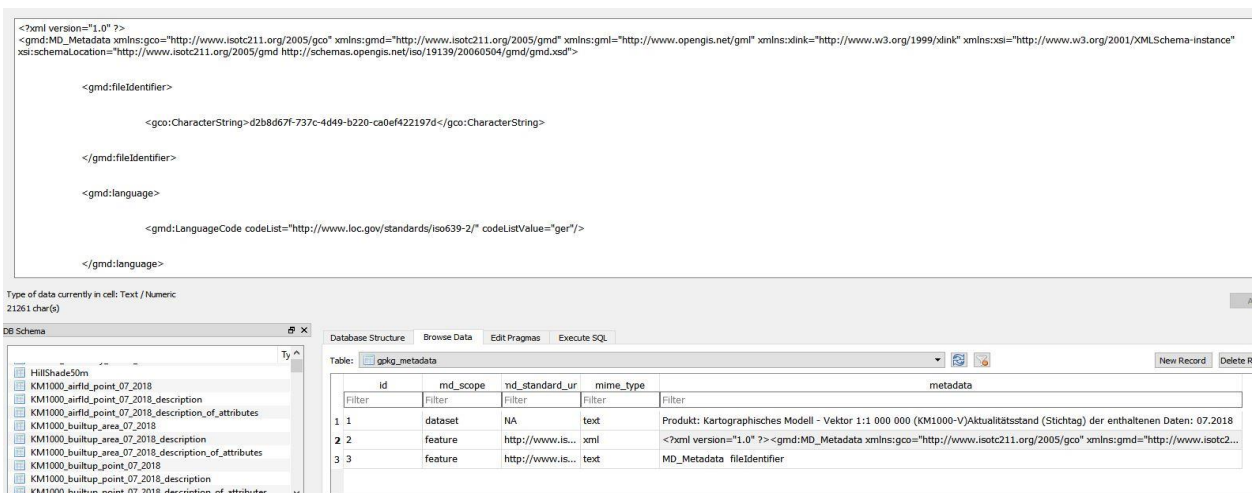 <?xml version="1.0" ?>
<gmd:MD_Metadata xmlns:gco="http://www.isotc211.org/2005/gco" xmlns:gmd="http://www.isotc211.org/2005/gmd" xmlns:gml="http://www.opengis.net/gml" xmlns:xlink="http://www.w3.org/1999/xlink" xmlns:xsi="http://www.w3.org/2001/XMLSchema-instance"
xsi:schemaLocation="http://www.isotc211.org/2005/gmd http://schemas.opengis.net/iso/19139/20060504/gmd/gmd.xsd">
<gmd:fileIdentifier>
<gco:CharacterString>d2b8d67f-737c-4d49-b220-ca0ef422197d</gco:CharacterString>
</gmd:fileIdentifier>
<gmd:language>
<gmd:LanguageCode codeList="http://www.loc.gov/standards/iso639-2/" codeListValue="ger"/>
</gmd:language>
Type of data currently in cell: Text / Numeric
21261 char(s)
DB Schema
Ty
HillShade50m
KM1000_airfld_point_07_2018
KM1000_airfld_point_07_2018_description
KM1000_airfld_point_07_2018_description_of_attributes
KM1000_builtup_area_07_2018
KM1000_builtup_area_07_2018_description
KM1000_builtup_area_07_2018_description_of_attributes
KM1000_builtup_point_07_2018
KM1000_builtup_point_07_2018_description
KM1000_builtup_point_07_2018_description_of_attributes
Database Structure Browse Data Edit Pragmas Execute SQL
Table: gpkg_metadata New Record Delete R
id md_scope nd_standard_ur mime_type metadata
Filter Filter Filter Filter Filter
1 1 dataset NA text Produkt: Kartographisches Modell - Vektor 1:1 000 000 (KM1000-V)Aktualitätsstand (Stichtag) der enthaltenen Daten: 07.2018
2 2 feature http://www.is... xml <?xml version="1.0" ?><gmd:MD_Metadata xmlns:gco="http://www.isotc211.org/2005/gco" xmlns:gmd="http://www.isotc2...
3 3 feature http://www.is... text MD_Metadata fileIdentifier